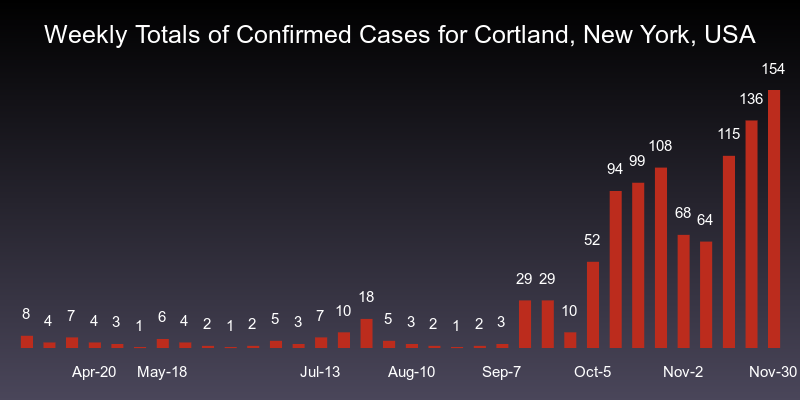 Weekly Totals of Confirmed Cases for Cortland, New York, USA
8 4 7 4 3 1 6 4 2 1 2 5 3 7 10 18 5 3 2 1 2 3 29 29 10 52 94 99 108 68 64 115 136 154
Apr-20 May-18 Jul-13 Aug-10 Sep-7 Oct-5 Nov-2 Nov-30